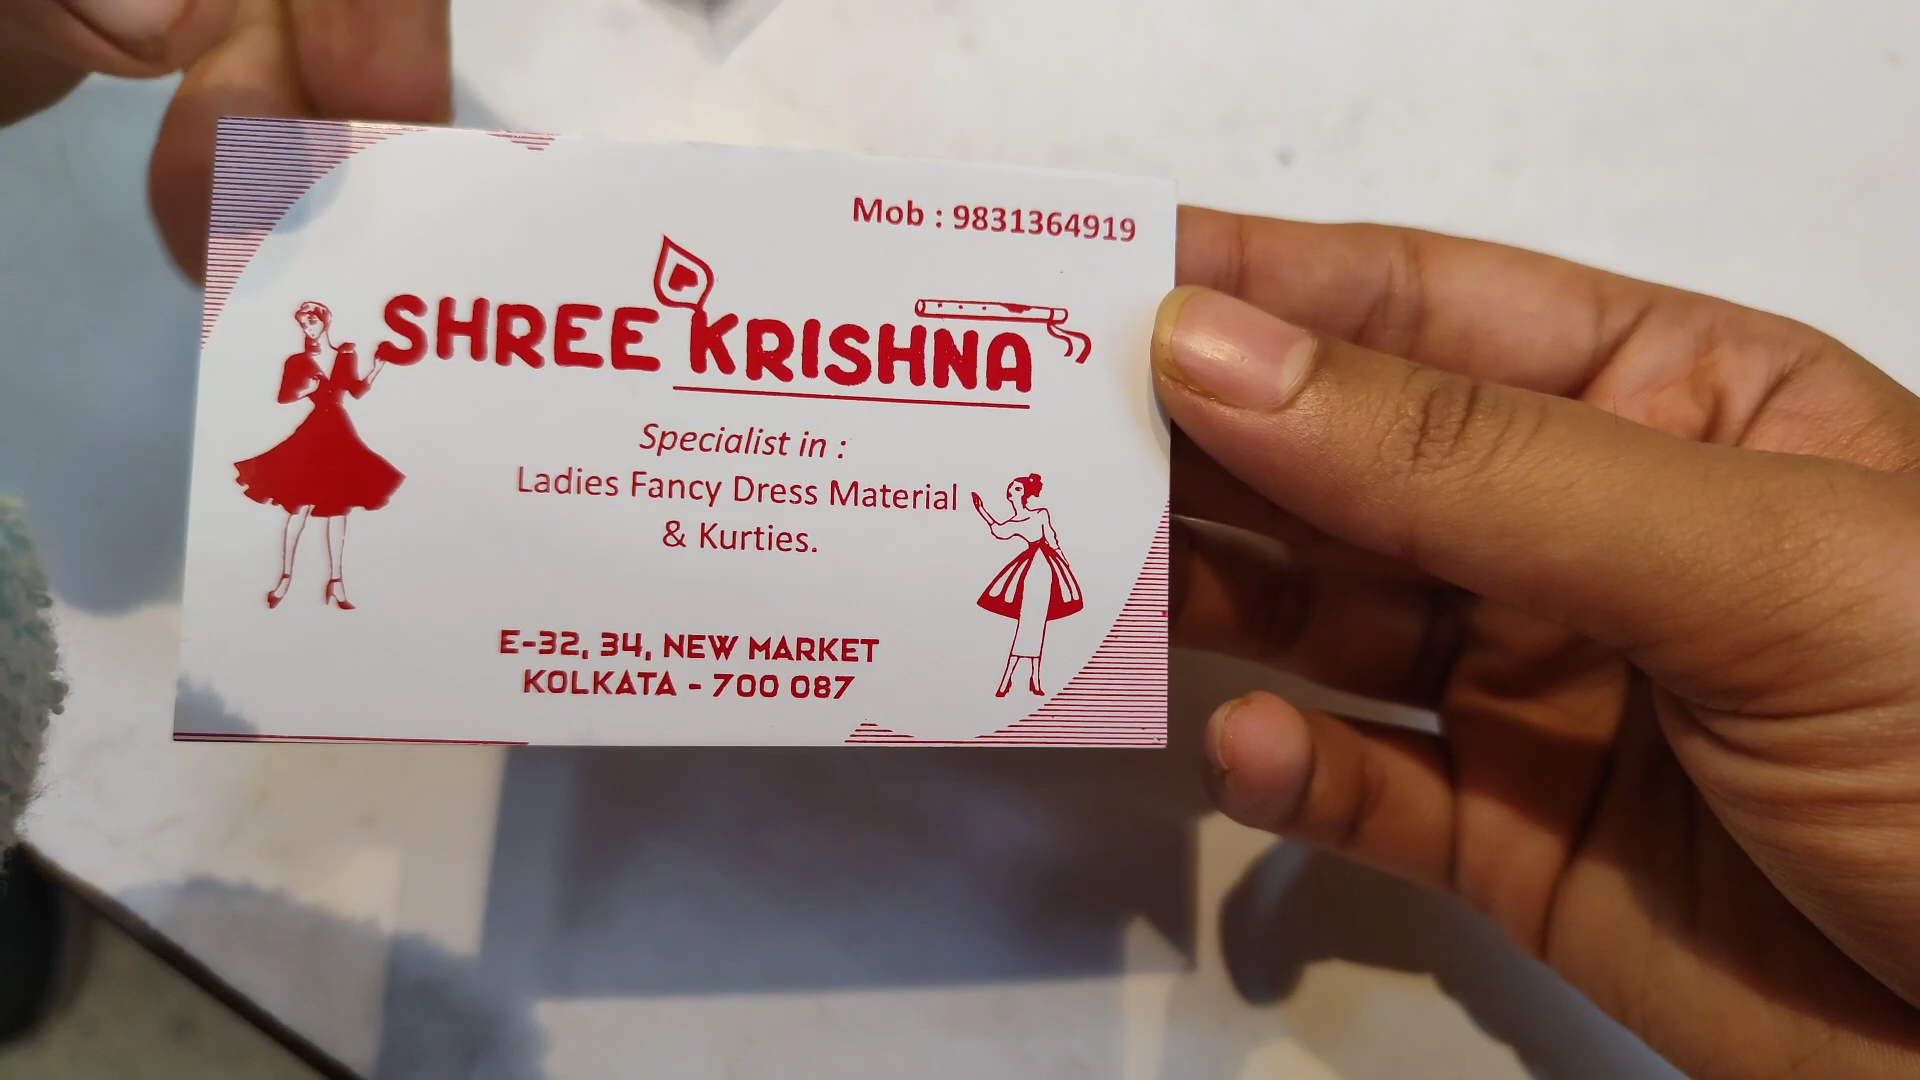 Mob : 9831364919
SHREE KRISHNA
Specialist in :
Ladies Fancy Dress Material
& Kurties.
E-32, 34, NEW MARKET
KOLKATA - 700 087